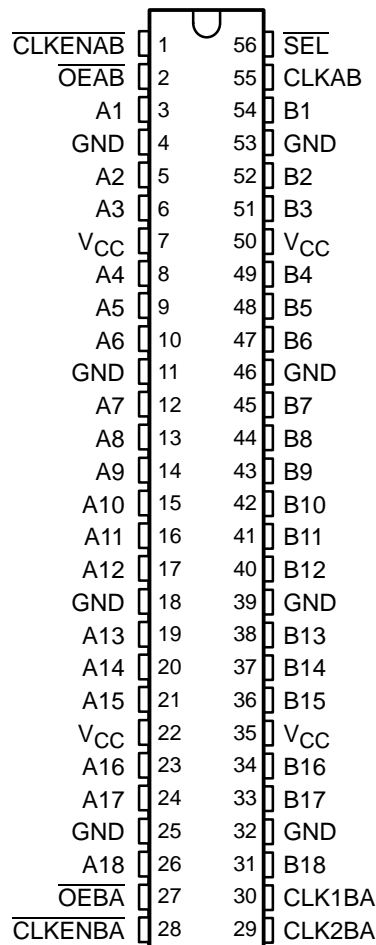 CLKENAB 1 56 SEL
OEAB 2 55 CLKAB
A1 3 54 B1
GND 4 53 GND
A2 5 52 B2
A3 6 51 B3
VCC 7 50 VCC
A4 8 49 B4
A5 9 48 B5
A6 10 47 B6
GND 11 46 GND
A7 12 45 B7
A8 13 44 B8
A9 14 43 B9
A10 15 42 B10
A11 16 41 B11
A12 17 40 B12
GND 18 39 GND
A13 19 38 B13
A14 20 37 B14
A15 21 36 B15
VCC 22 35 VCC
A16 23 34 B16
A17 24 33 B17
GND 25 32 GND
A18 26 31 B18
OEBA 27 30 CLK1BA
CLKENBA 28 29 CLK2BA